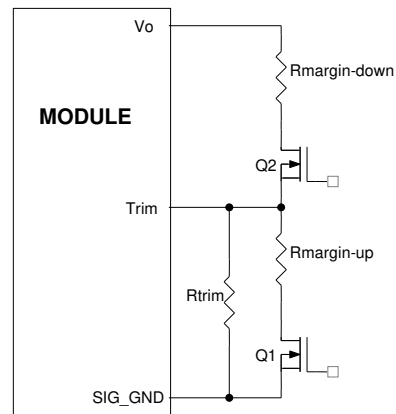 Vo
Rmargin-down
MODULE
Q2
Trim
Rmargin-up
Rtrim
Q1
SIG_GND